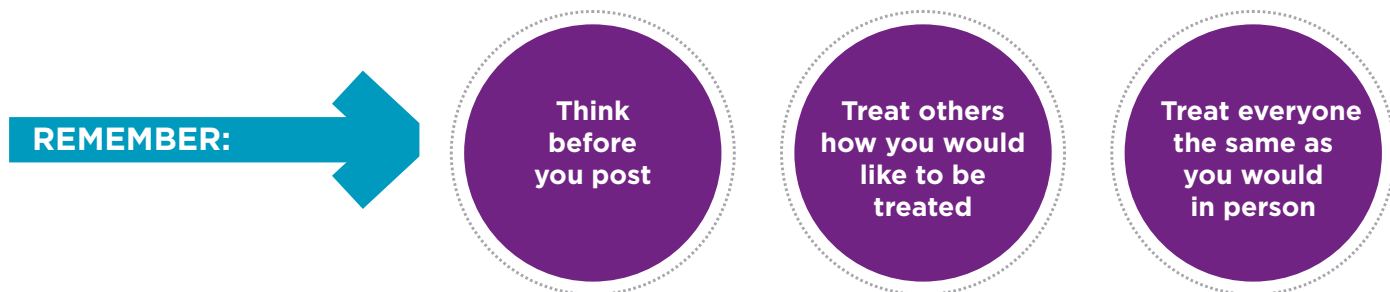 REMEMBER:
Think
before
you post
Treat others
how you would
like to be
treated
Treat everyone
the same as
you would
in person